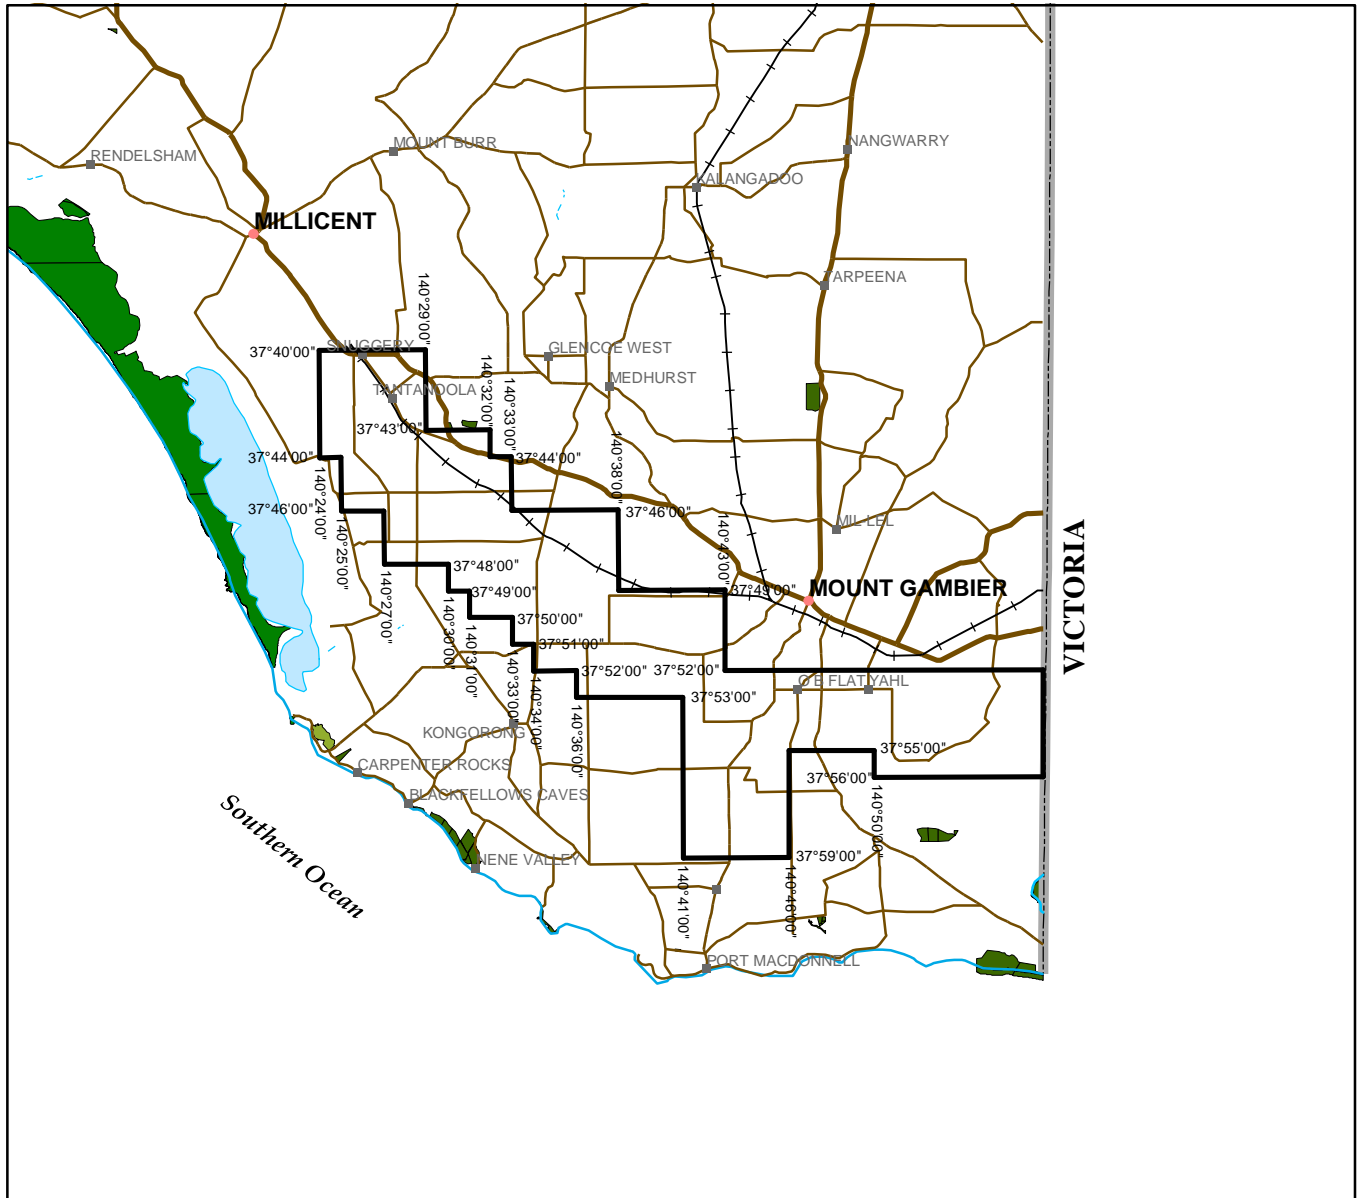 MOUNT BURR
NANGWARRY
RENDELSHAM
KALANGADOO
MILLICENT
TARPEENA
140°29'00"
SNUGGERY
37°40'00"
GLENCOE WEST
140°32'00"
140°33'00"
MEDHURST
TANTANOOLA
37°43'00"
140°38'00"
37°44'00"
37°44'00"
140°24'00"
37°46'00"
140°25'00"
37°46'00"
140°43'00"
MIL LEL
VICTORIA
37°48'00"
140°27'00"
37°49'00"
37°49'00"
MOUNT GAMBIER
140°30'00"
37°50'00"
140°31'00"
37°51'00"
140°33'00"
37°52'00"
37°52'00"
140°34'00"
O'B FLAT
YAHL
37°53'00"
140°36'00"
KONGORONG
37°55'00"
CARPENTER ROCKS
37°56'00"
140°50'00"
BLACKFELLOWS CAVES
Southern Ocean
NENE VALLEY
37°59'00"
140°41'00"
140°46'00"
PORT MACDONNELL